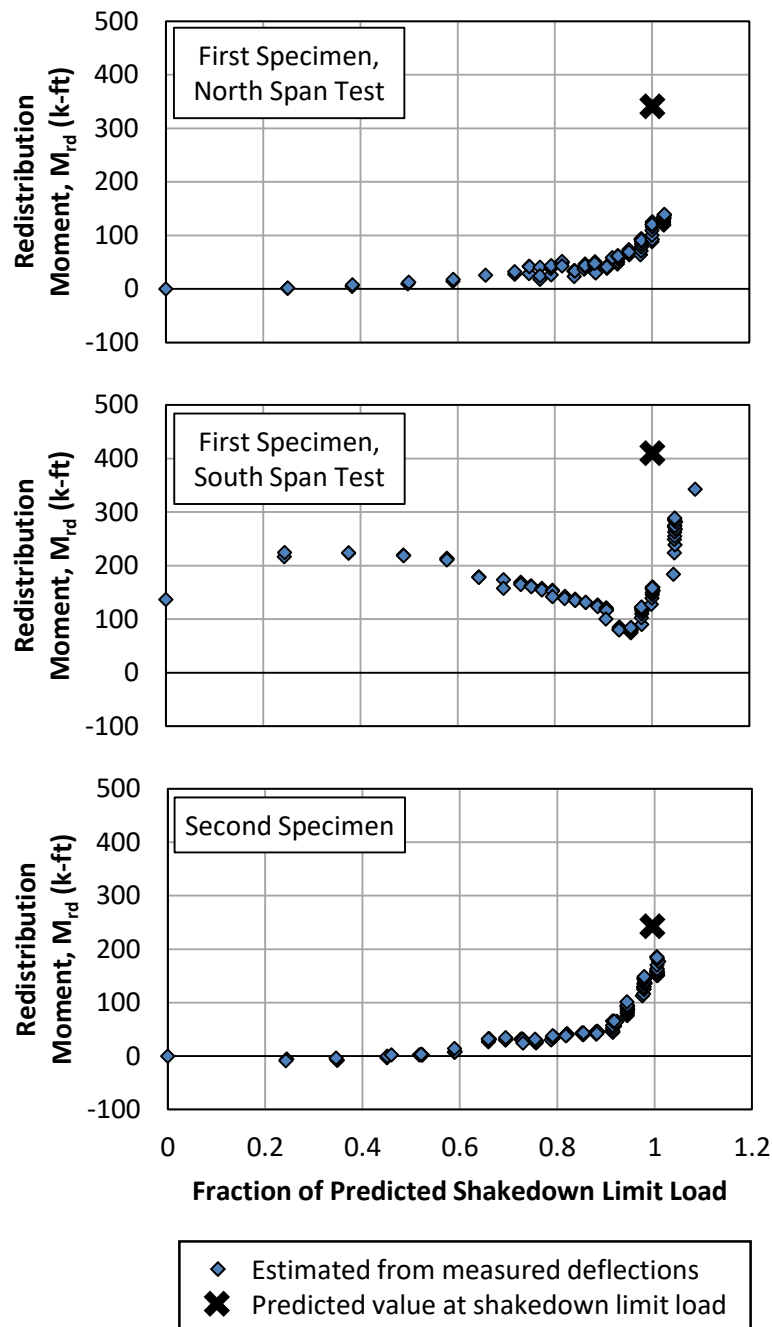 500
400
300
200
100
0
-100
Redistribution
Moment, M_rd (k-ft)
First Specimen,
North Span Test
500
400
300
200
100
0
-100
Redistribution
Moment, M_rd (k-ft)
First Specimen,
South Span Test
500
400
300
200
100
0
-100
Redistribution
Moment, M_rd (k-ft)
Second Specimen
0 0.2 0.4 0.6 0.8 1 1.2
Fraction of Predicted Shakedown Limit Load
Estimated from measured deflections
Predicted value at shakedown limit load